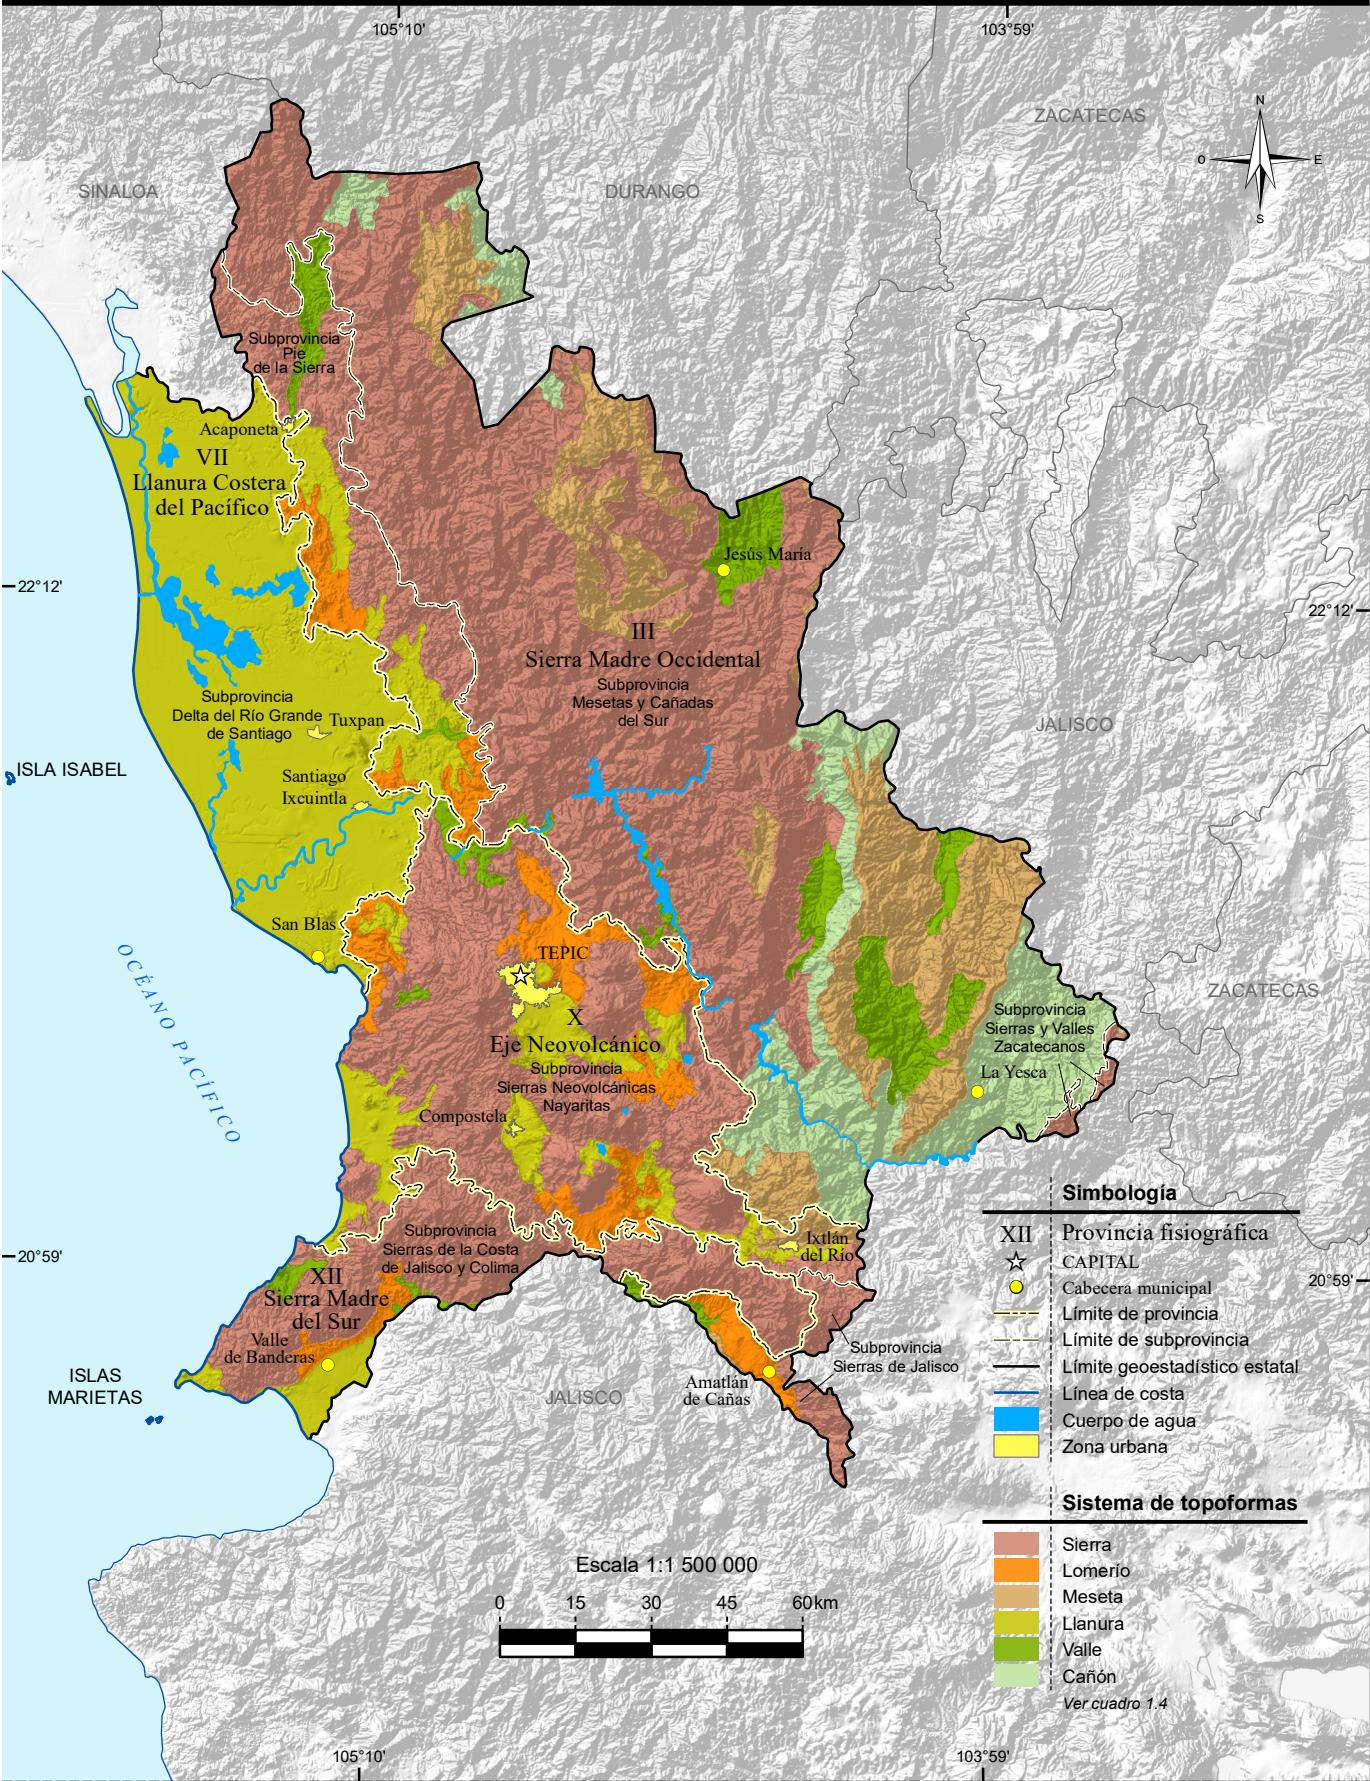 105°10'
103°59'
ZACATECAS
N
O
E
S
SINALOA
DURANGO
Subprovincia
Pie
de la Sierra
Acaponeta
VII
Llanura Costera
del Pacífico
Jesús María
22°12'
22°12'
III
Sierra Madre Occidental
Subprovincia
Mesetas y Cañadas
del Sur
Subprovincia
Delta del Río Grande
de Santiago
Tuxpan
JALISCO
ISLA ISABEL
Santiago
Ixcuintla
San Blas
TEPIC
OCÉANO PACÍFICO
ZACATECAS
Subprovincia
Sierras y Valles
Zacatecanos
La Yesca
X
Eje Neovolcánico
Subprovincia
Sierras Neovolcánicas
Nayaritas
Compostela
Subprovincia
Sierras de la Costa
de Jalisco y Colima
Ixtlán
del Río
20°59'
20°59'
XII
Sierra Madre
del Sur
Valle
de Banderas
ISLAS
MARIETAS
Subprovincia
Sierras de Jalisco
Amatlán
de Cañas
JALISCO
Simbología
XII Provincia fisiográfica
CAPITAL
Cabecera municipal
Límite de provincia
Límite de subprovincia
Límite geoestadístico estatal
Línea de costa
Cuerpo de agua
Zona urbana
Sistema de topoformas
Sierra
Lomerío
Meseta
Llanura
Valle
Cañón
Ver cuadro 1.4
Escala 1:1 500 000
0 15 30 45 60 km
105°10'
103°59'